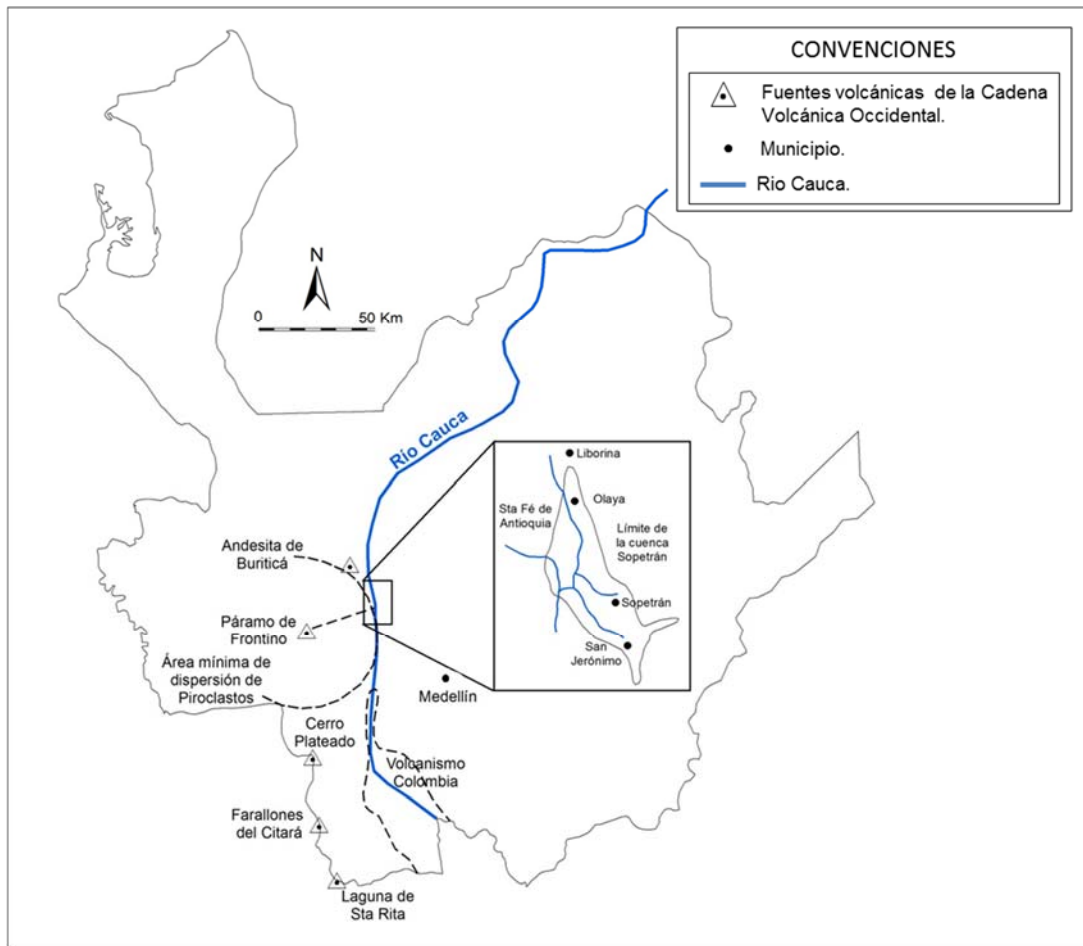 CONVENCIONES
Fuentes volcánicas de la Cadena
Volcánica Occidental.
Municipio.
Rio Cauca.
N
0 50 Km
Río Cauca
Liborina
Olaya
Sta Fé de
Antioquia
Límite de
la cuenca
Sopetrán
Sopetrán
San
Jerónimo
Andesita de
Buriticá
Páramo de
Frontino
Área mínima de
dispersión de
Piroclastos
Medellín
Cerro
Plateado
Volcanismo
Colombia
Farallones
del Citará
Laguna de
Sta Rita